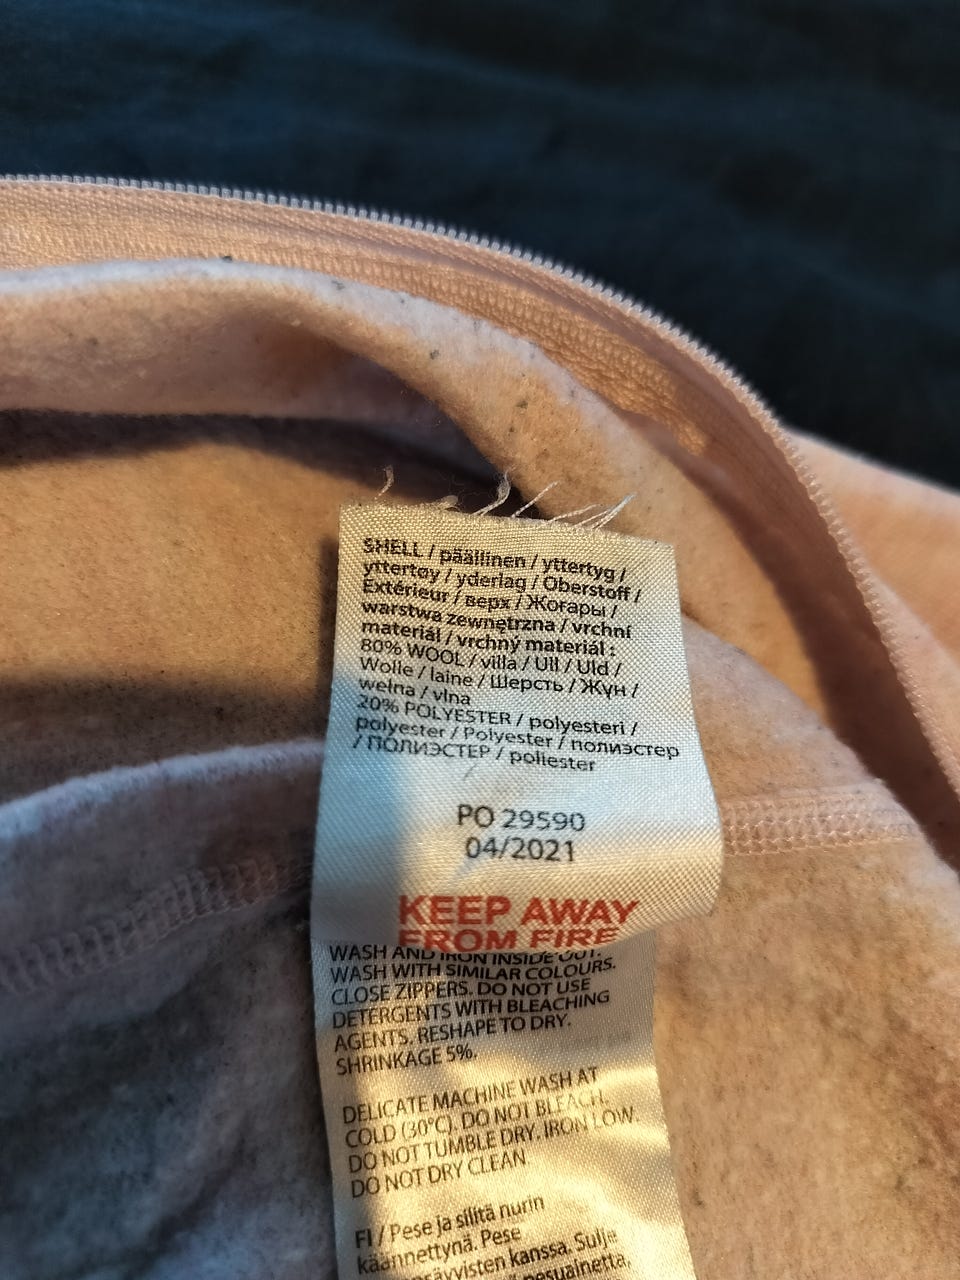 SHELL / päällinen / yttertyg /
yttertøy / yderlag / Oberstoff /
Extérieur / верх / Жоғары /
warstwa zewnętrzna / vrchní
materiál / vrchný materiál :
80% WOOL / villa / Ull / Uld /
Wolle / laine / Шерсть / Жүн /
wełna / vlna
20% POLYESTER / polyesteri /
polyester / Polyester / полиэстер
/ ПОЛИЭСТЕР / poliester
PO 29590
04/2021
KEEP AWAY
FROM FIRE
WASH AND IRON INSIDE OUT.
WASH WITH SIMILAR COLOURS.
CLOSE ZIPPERS. DO NOT USE
DETERGENTS WITH BLEACHING
AGENTS. RESHAPE TO DRY.
SHRINKAGE 5%.
DELICATE MACHINE WASH AT
COLD (30°C). DO NOT BLEACH.
DO NOT TUMBLE DRY. IRON LOW.
DO NOT DRY CLEAN
FI / Pese ja silitä nurin
käännettynä. Pese
kanssa. Sulje